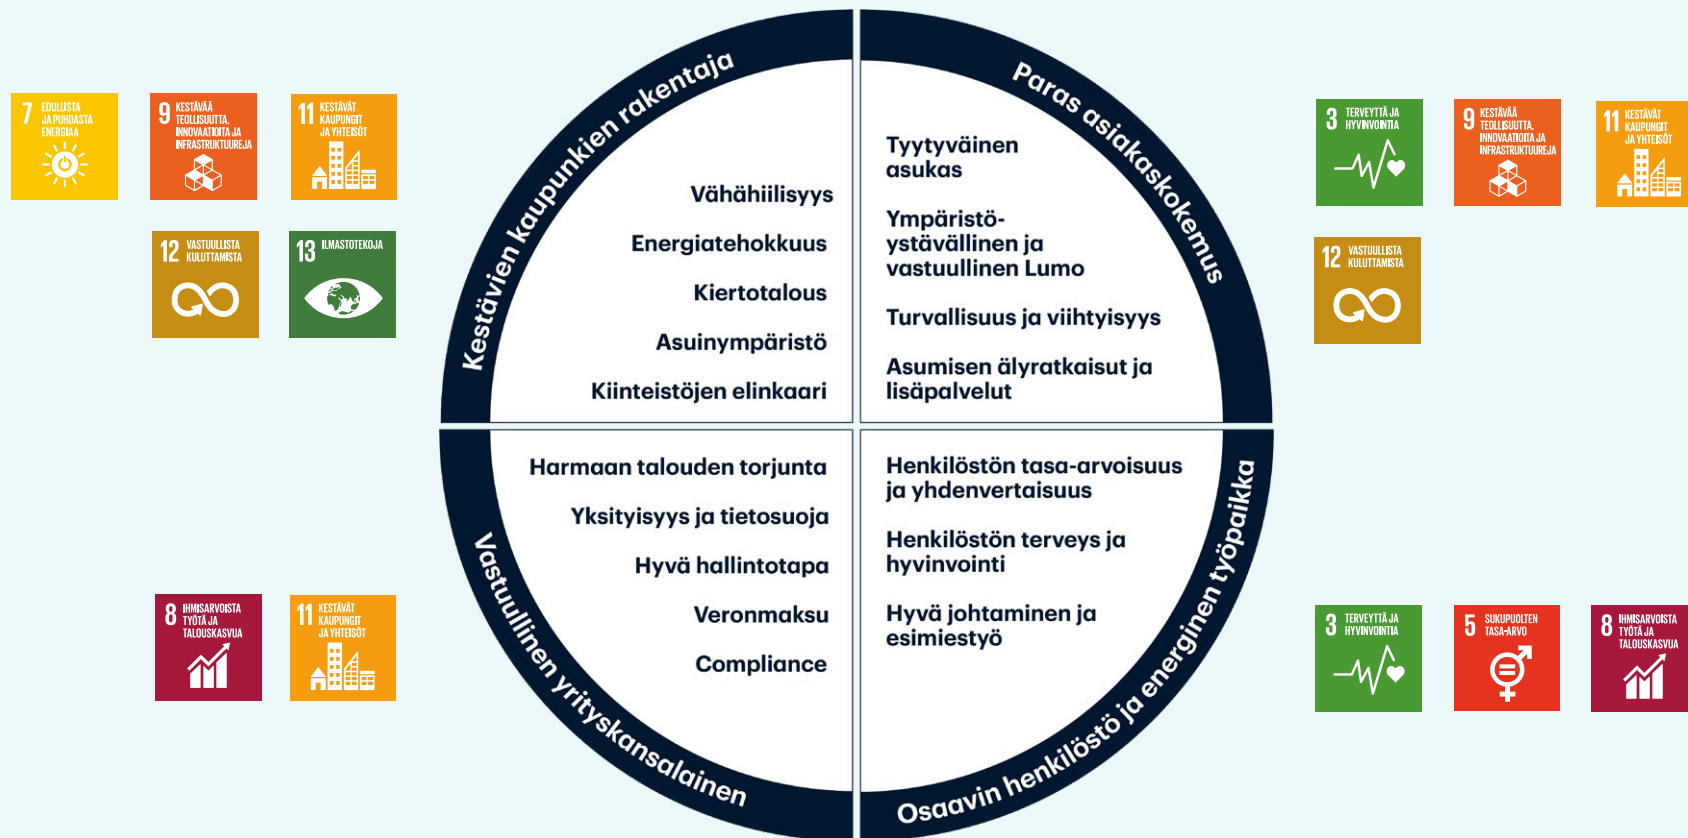 7 EDULLISTA
JA PUHDASTA
ENERGIAA
9 KESTÄVÄÄ
TEOLLISUUTTA,
INNOVAATIOITA JA
INFRASTRUKTUUREJA
11 KESTÄVÄT
KAUPUNGIT
JA YHTEISÖT
12 VASTUULLISTA
KULUTTAMISTA
13 ILMASTOTEKOJA
Kestävien kaupunkien rakentaja
Vähähiilisyys
Energiatehokkuus
Kiertotalous
Asuinympäristö
Kiinteistöjen elinkaari
Paras asiakaskokemus
Tyytyväinen
asukas
Ympäristö-
ystävällinen ja
vastuullinen Lumo
Turvallisuus ja viihtyisyys
Asumisen älyratkaisut ja
lisäpalvelut
3 TERVEYTTÄ JA
HYVINVOINTIA
9 KESTÄVÄÄ
TEOLLISUUTTA,
INNOVAATIOITA JA
INFRASTRUKTUUREJA
11 KESTÄVÄT
KAUPUNGIT
JA YHTEISÖT
12 VASTUULLISTA
KULUTTAMISTA
8 IHMISARVOISTA
TYÖTÄ JA
TALOUSKASVUA
11 KESTÄVÄT
KAUPUNGIT
JA YHTEISÖT
Vastuullinen yrityskansalainen
Harmaan talouden torjunta
Yksityisyys ja tietosuoja
Hyvä hallintotapa
Veronmaksu
Compliance
Henkilöstön tasa-arvoisuus
ja yhdenvertaisuus
Henkilöstön terveys ja
hyvinvointi
Hyvä johtaminen ja
esimiestyö
Osaavin henkilöstö ja energinen työpaikka
3 TERVEYTTÄ JA
HYVINVOINTIA
5 SUKUPUOLTEN
TASA-ARVO
8 IHMISARVOISTA
TYÖTÄ JA
TALOUSKASVUA